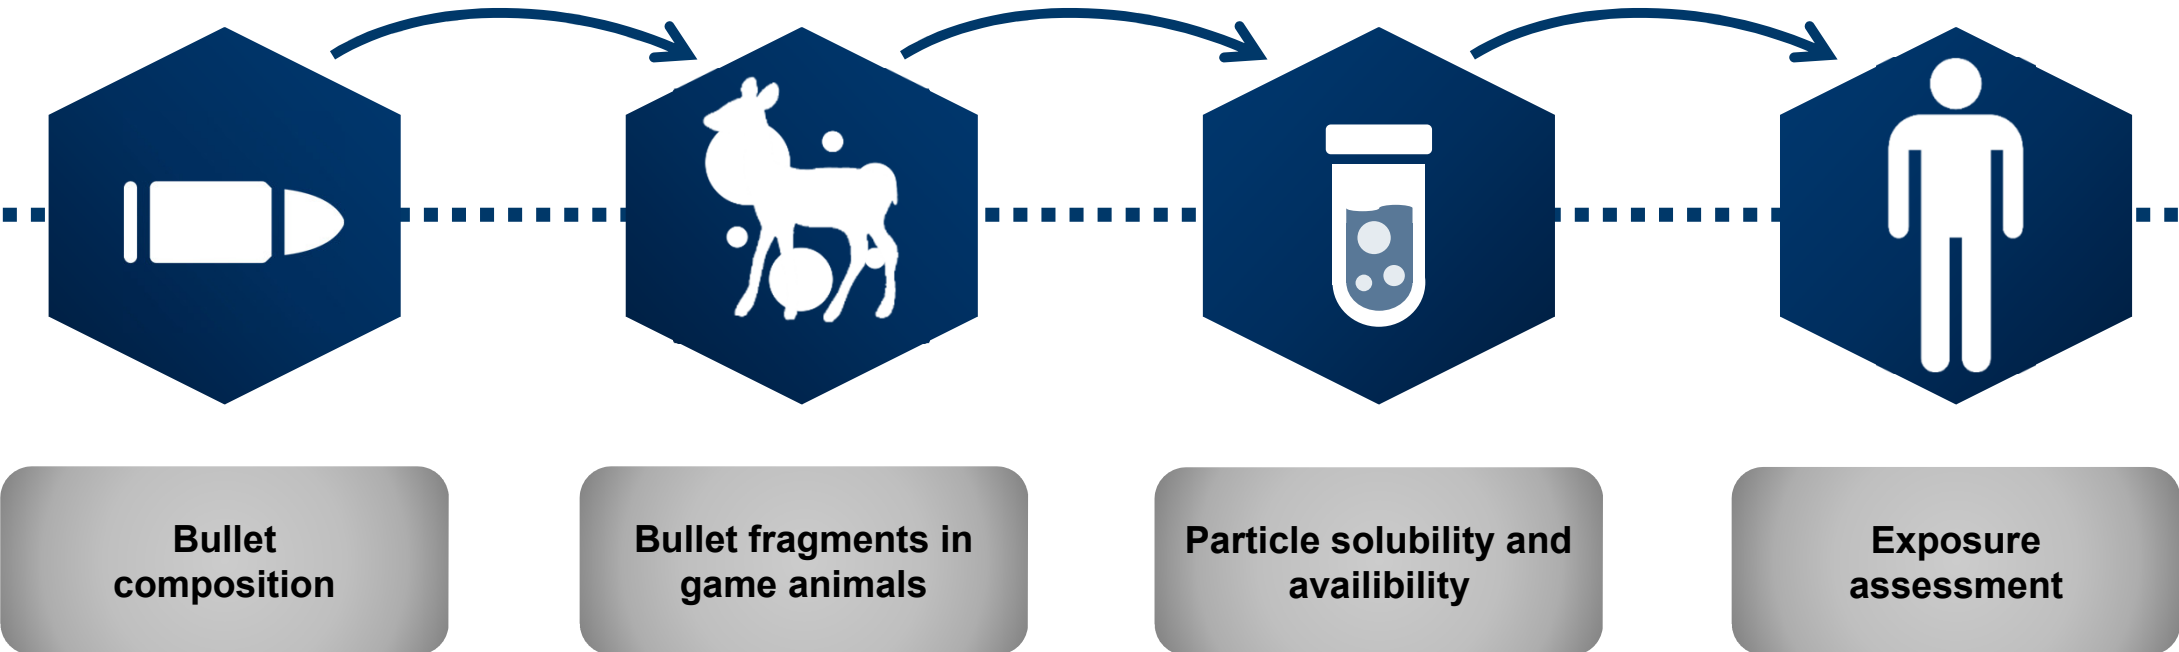 Bullet
composition
Bullet fragments in
game animals
Particle solubility and
availibility
Exposure
assessment